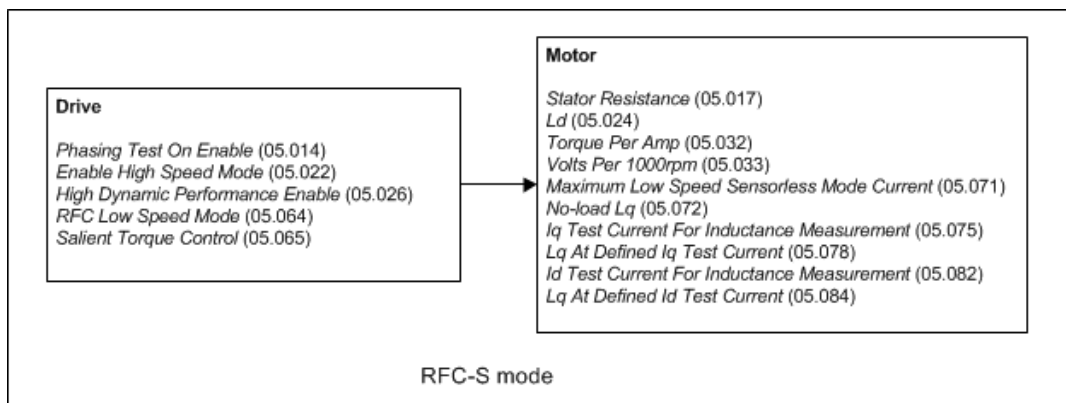 Drive
Phasing Test On Enable (05.014)
Enable High Speed Mode (05.022)
High Dynamic Performance Enable (05.026)
RFC Low Speed Mode (05.064)
Salient Torque Control (05.065)
Motor
Stator Resistance (05.017)
Ld (05.024)
Torque Per Amp (05.032)
Volts Per 1000rpm (05.033)
Maximum Low Speed Sensorless Mode Current (05.071)
No-load Lq (05.072)
Iq Test Current For Inductance Measurement (05.075)
Lq At Defined Iq Test Current (05.078)
Id Test Current For Inductance Measurement (05.082)
Lq At Defined Id Test Current (05.084)
RFC-S mode